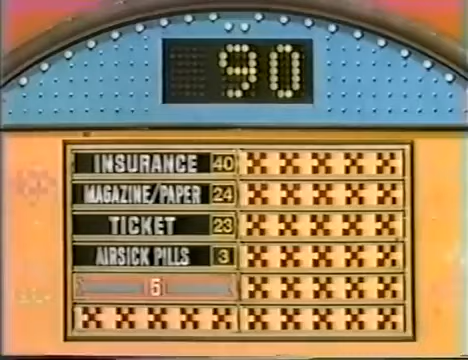 90
INSURANCE 40
MAGAZINE/PAPER 24
TICKET 23
AIRSICK PILLS 3
5